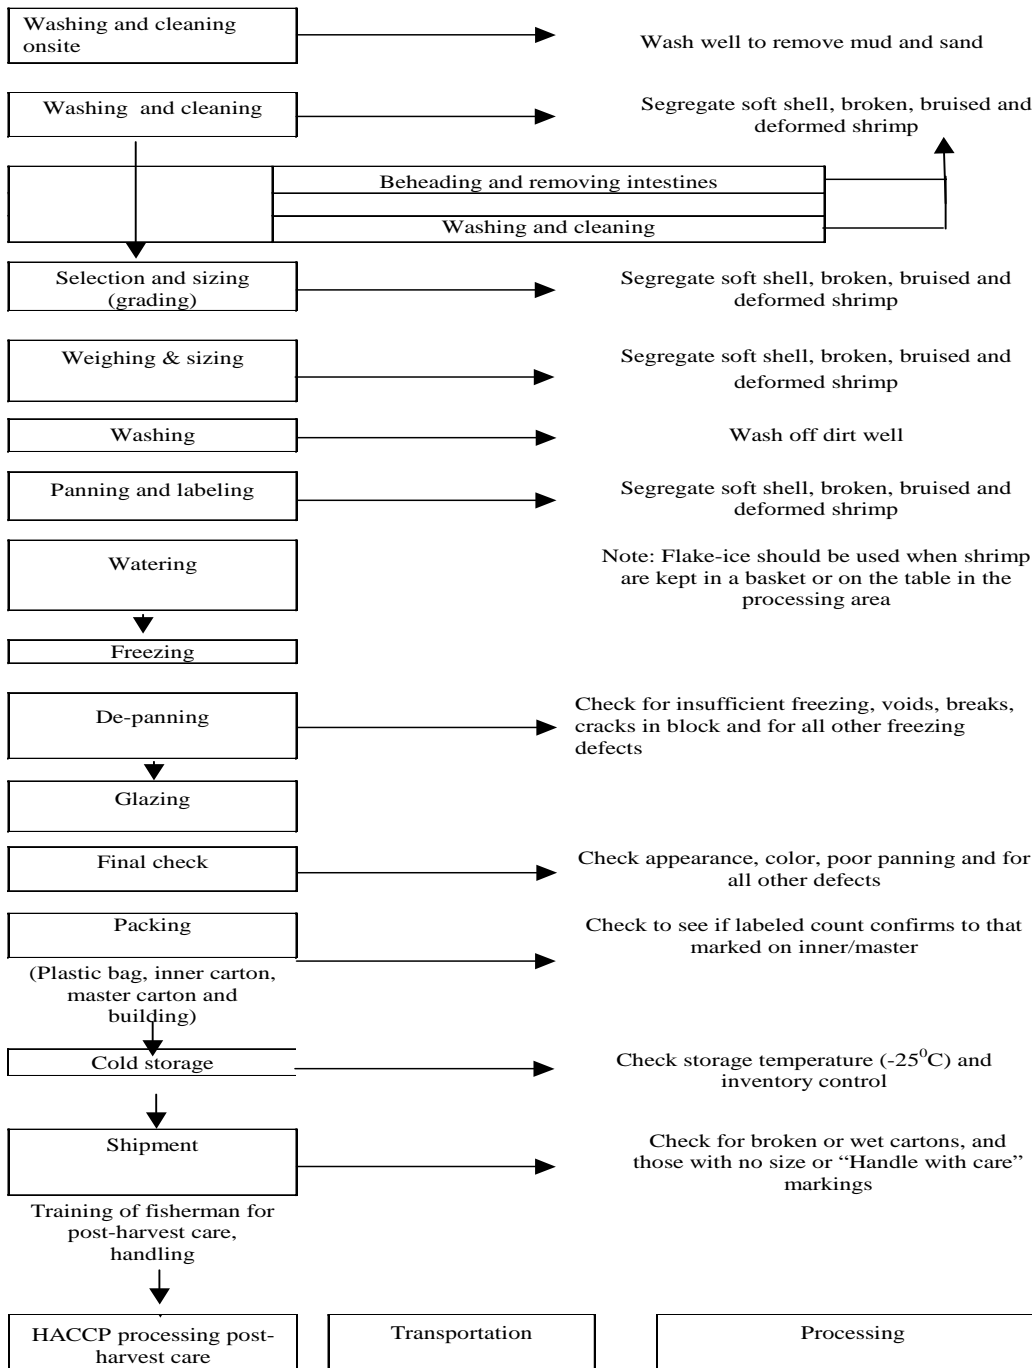 Washing and cleaning
onsite
Wash well to remove mud and sand
Washing and cleaning
Segregate soft shell, broken, bruised and
deformed shrimp
Beheading and removing intestines
Washing and cleaning
Selection and sizing
(grading)
Segregate soft shell, broken, bruised and
deformed shrimp
Weighing & sizing
Segregate soft shell, broken, bruised and
deformed shrimp
Washing
Wash off dirt well
Panning and labeling
Segregate soft shell, broken, bruised and
deformed shrimp
Watering
Note: Flake-ice should be used when shrimp
are kept in a basket or on the table in the
processing area
Freezing
De-panning
Check for insufficient freezing, voids, breaks,
cracks in block and for all other freezing
defects
Glazing
Final check
Check appearance, color, poor panning and for
all other defects
Packing
(Plastic bag, inner carton,
master carton and
building)
Check to see if labeled count confirms to that
marked on inner/master
Cold storage
Check storage temperature (-25⁰C) and
inventory control
Shipment
Check for broken or wet cartons, and
those with no size or “Handle with care”
markings
Training of fisherman for
post-harvest care,
handling
HACCP processing post-
harvest care
Transportation
Processing